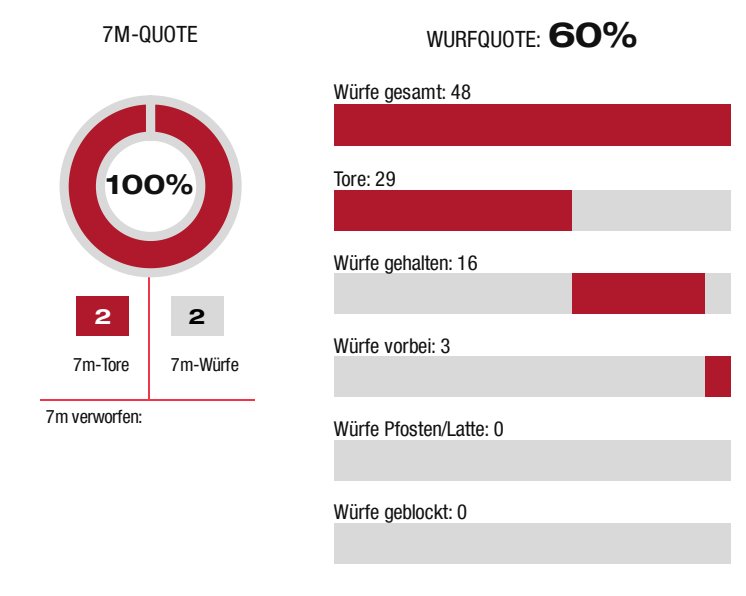 7M-QUOTE
100%
2 2
7m-Tore 7m-Würfe
7m verworfen:
WURFQUOTE: 60%
Würfe gesamt: 48
Tore: 29
Würfe gehalten: 16
Würfe vorbei: 3
Würfe Pfosten/Latte: 0
Würfe geblockt: 0